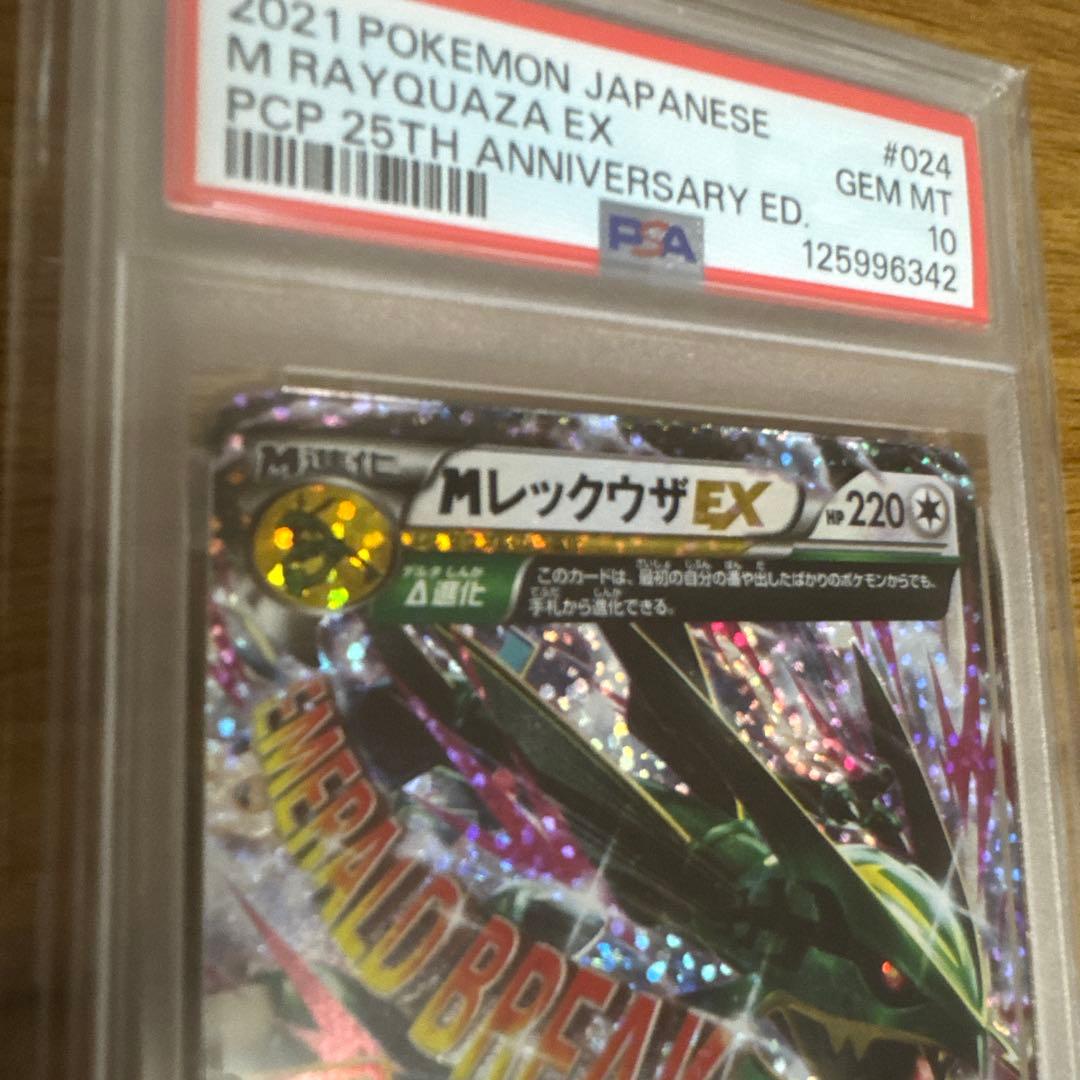 2021 POKEMON JAPANESE #024
M RAYQUAZA EX GEM MT
PCP 25TH ANNIVERSARY ED. 10
PSA
125996342
M進化
MレックウザEX HP 220
デルタ しんか
Δ進化
このカードは、最初の自分の番や出したばかりのポケモンからでも、
手札から進化できる。
EMERALD BREAK